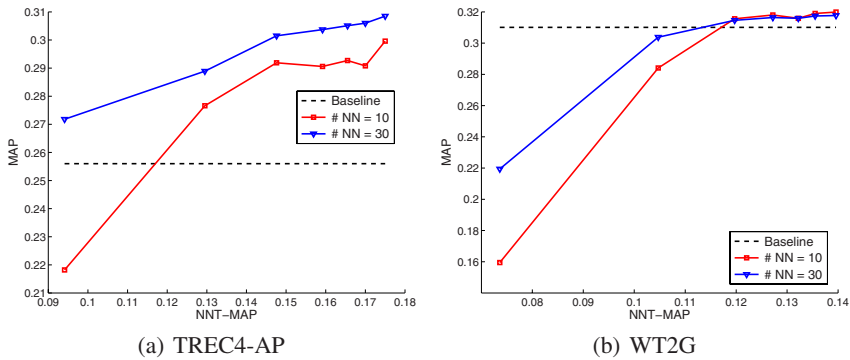 0.31
0.3
0.29
0.28
0.27
0.26
0.25
0.24
0.23
0.22
0.21
MAP
0.09 0.1 0.11 0.12 0.13 0.14 0.15 0.16 0.17 0.18
NNT−MAP
Baseline
# NN = 10
# NN = 30
(a) TREC4-AP
0.32
0.3
0.28
0.26
0.24
0.22
0.2
0.18
0.16
MAP
0.08 0.09 0.1 0.11 0.12 0.13 0.14
NNT−MAP
Baseline
# NN = 10
# NN = 30
(b) WT2G